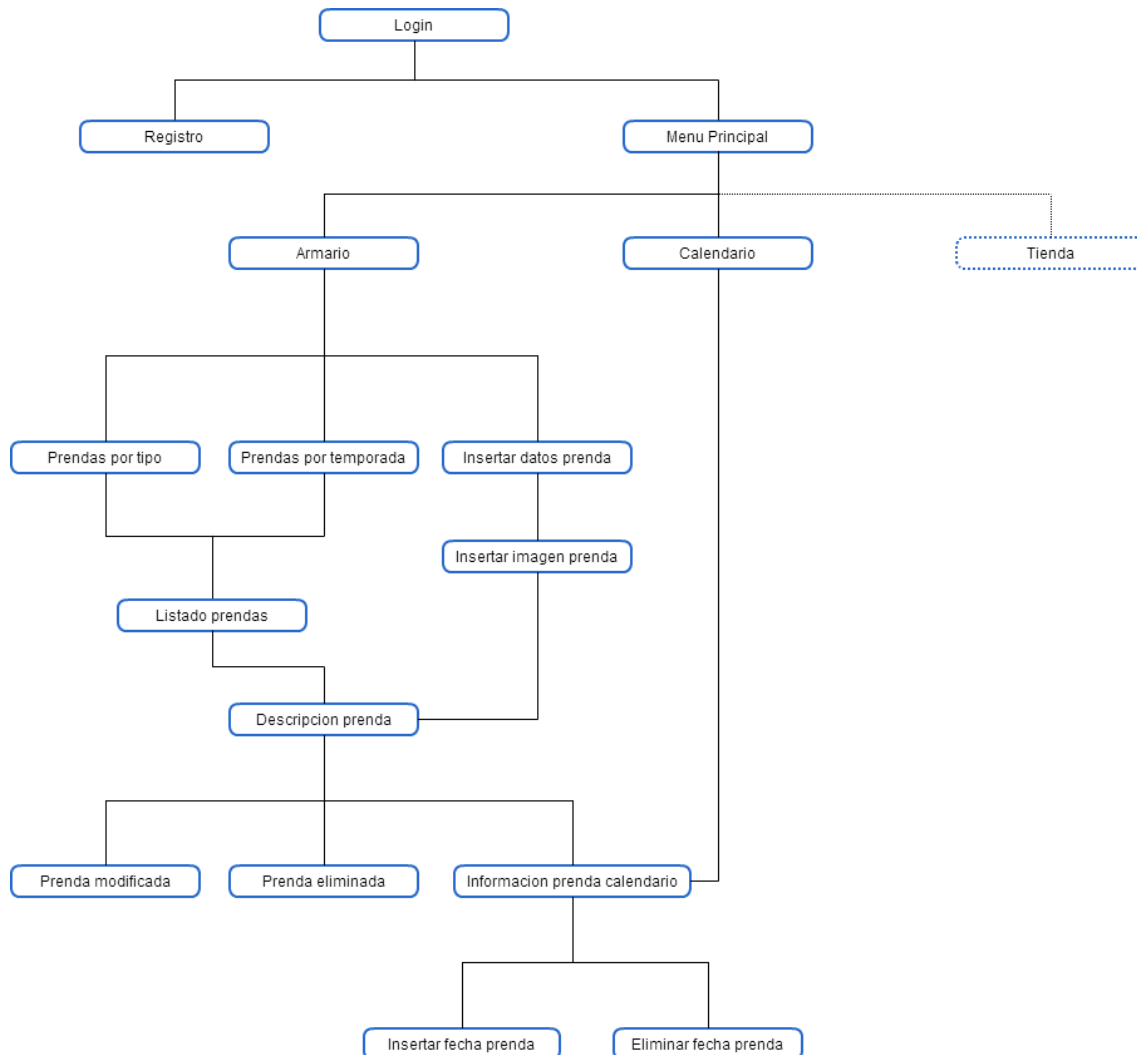 Login
Registro
Menu Principal
Armario
Calendario
Tienda
Prendas por tipo
Prendas por temporada
Insertar datos prenda
Insertar imagen prenda
Listado prendas
Descripcion prenda
Prenda modificada
Prenda eliminada
Informacion prenda calendario
Insertar fecha prenda
Eliminar fecha prenda